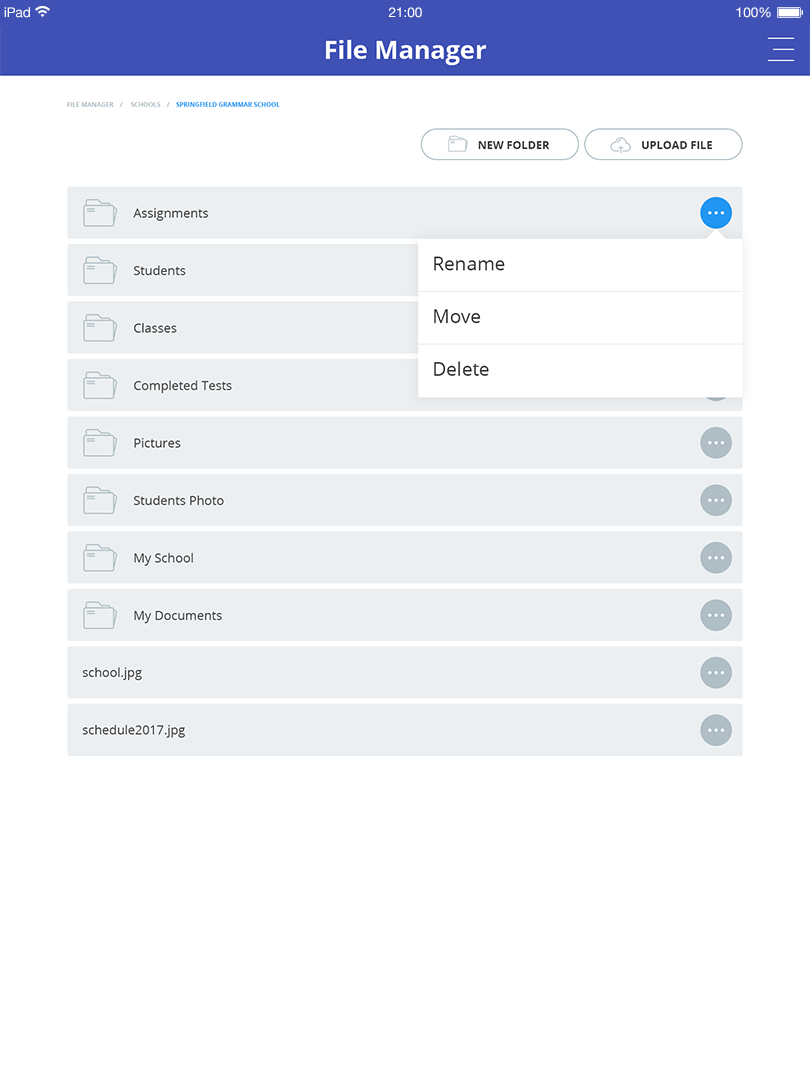 iPad 21:00 100%
File Manager
FILE MANAGER / SCHOOLS / SPRINGFIELD GRAMMAR SCHOOL
NEW FOLDER UPLOAD FILE
Assignments
Students
Rename
Classes
Move
Completed Tests
Delete
Pictures
Students Photo
My School
My Documents
school.jpg
schedule2017.jpg